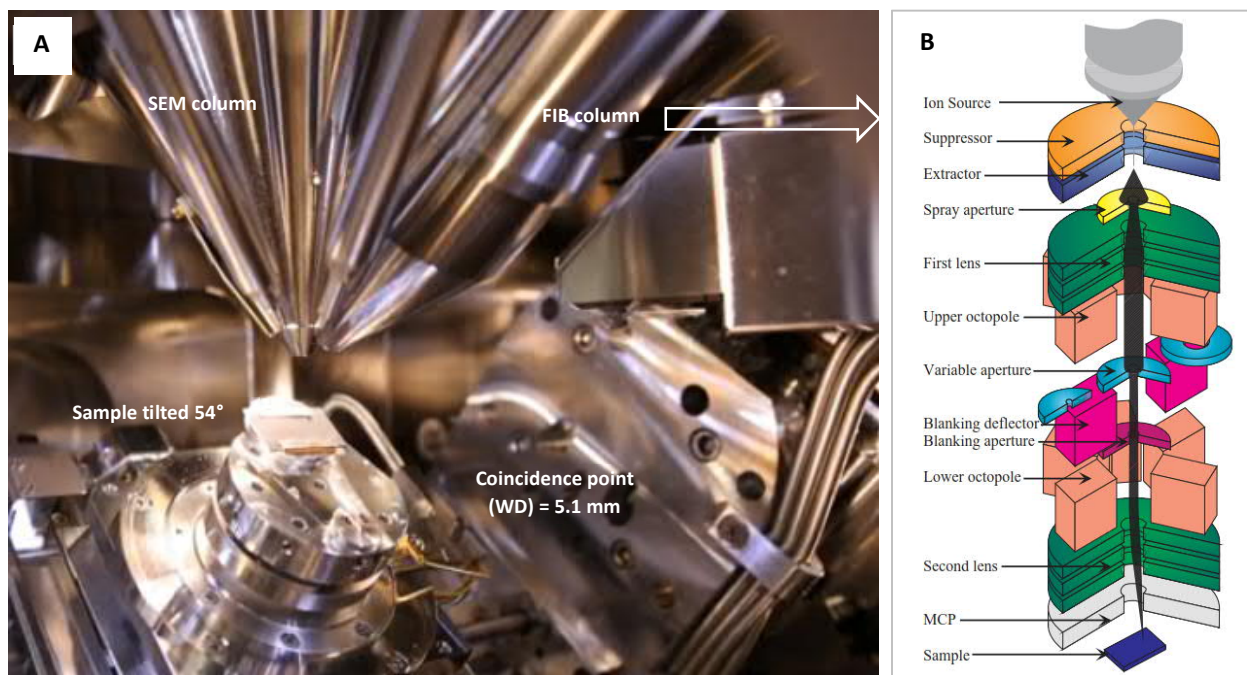 A
SEM column
FIB column
Sample tilted 54°
Coincidence point
(WD) = 5.1 mm
B
Ion Source
Suppressor
Extractor
Spray aperture
First lens
Upper octopole
Variable aperture
Blanking deflector
Blanking aperture
Lower octopole
Second lens
MCP
Sample